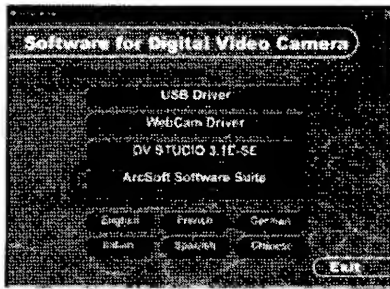 Software for Digital Video Camera
USB Driver
WebCam Driver
DV STUDIO 3.1E-SE
ArcSoft Software Suite
English French German
Italian Spanish Chinese
Exit